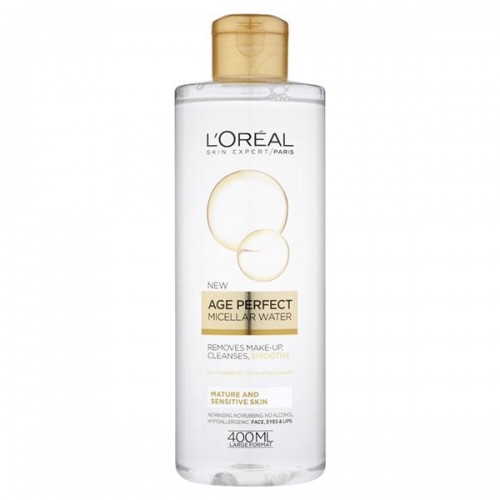 L'ORÉAL
SKIN EXPERT/PARIS
NEW
AGE PERFECT
MICELLAR WATER
REMOVES MAKE-UP,
CLEANSES, SMOOTHS
MATURE AND
SENSITIVE SKIN
NO RINSING. NO RUBBING. NO ALCOHOL.
HYPOALLERGENIC. FACE, EYES & LIPS.
400ML
LARGE FORMAT